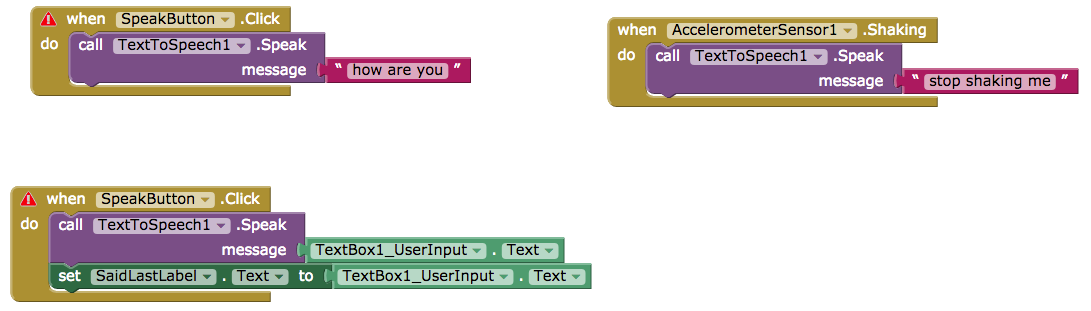 when SpeakButton .Click
do call TextToSpeech1 .Speak
message “ how are you ”
when AccelerometerSensor1 .Shaking
do call TextToSpeech1 .Speak
message “ stop shaking me ”
when SpeakButton .Click
do call TextToSpeech1 .Speak
message TextBox1_UserInput . Text
set SaidLastLabel . Text to TextBox1_UserInput . Text